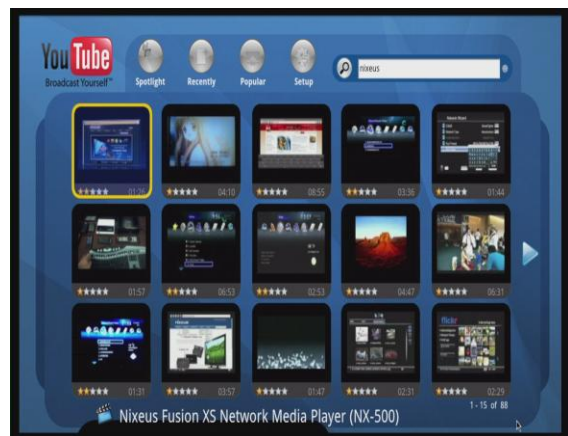 YouTube
Broadcast Yourself™
Spotlight
Recently
Popular
Setup
nixeus
01:26
04:10
08:55
03:36
01:44
01:57
06:53
02:53
04:47
06:31
01:31
03:57
01:47
02:31
flickr
02:29
1 - 15 of 88
Nixeus Fusion XS Network Media Player (NX-500)